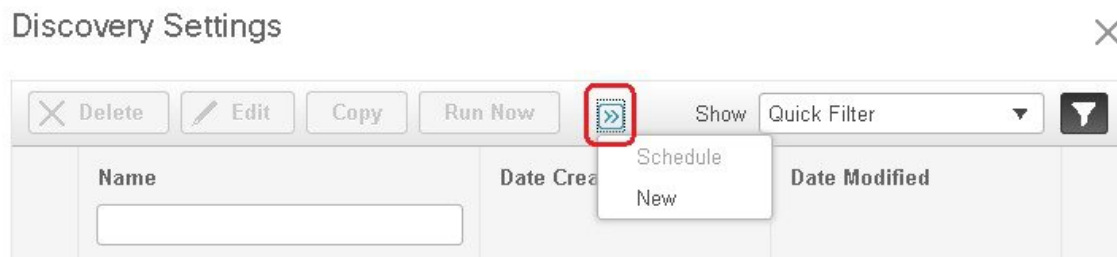 Discovery Settings
Delete Edit Copy Run Now Show Quick Filter
Schedule
Name Date Crea Date Modified
New